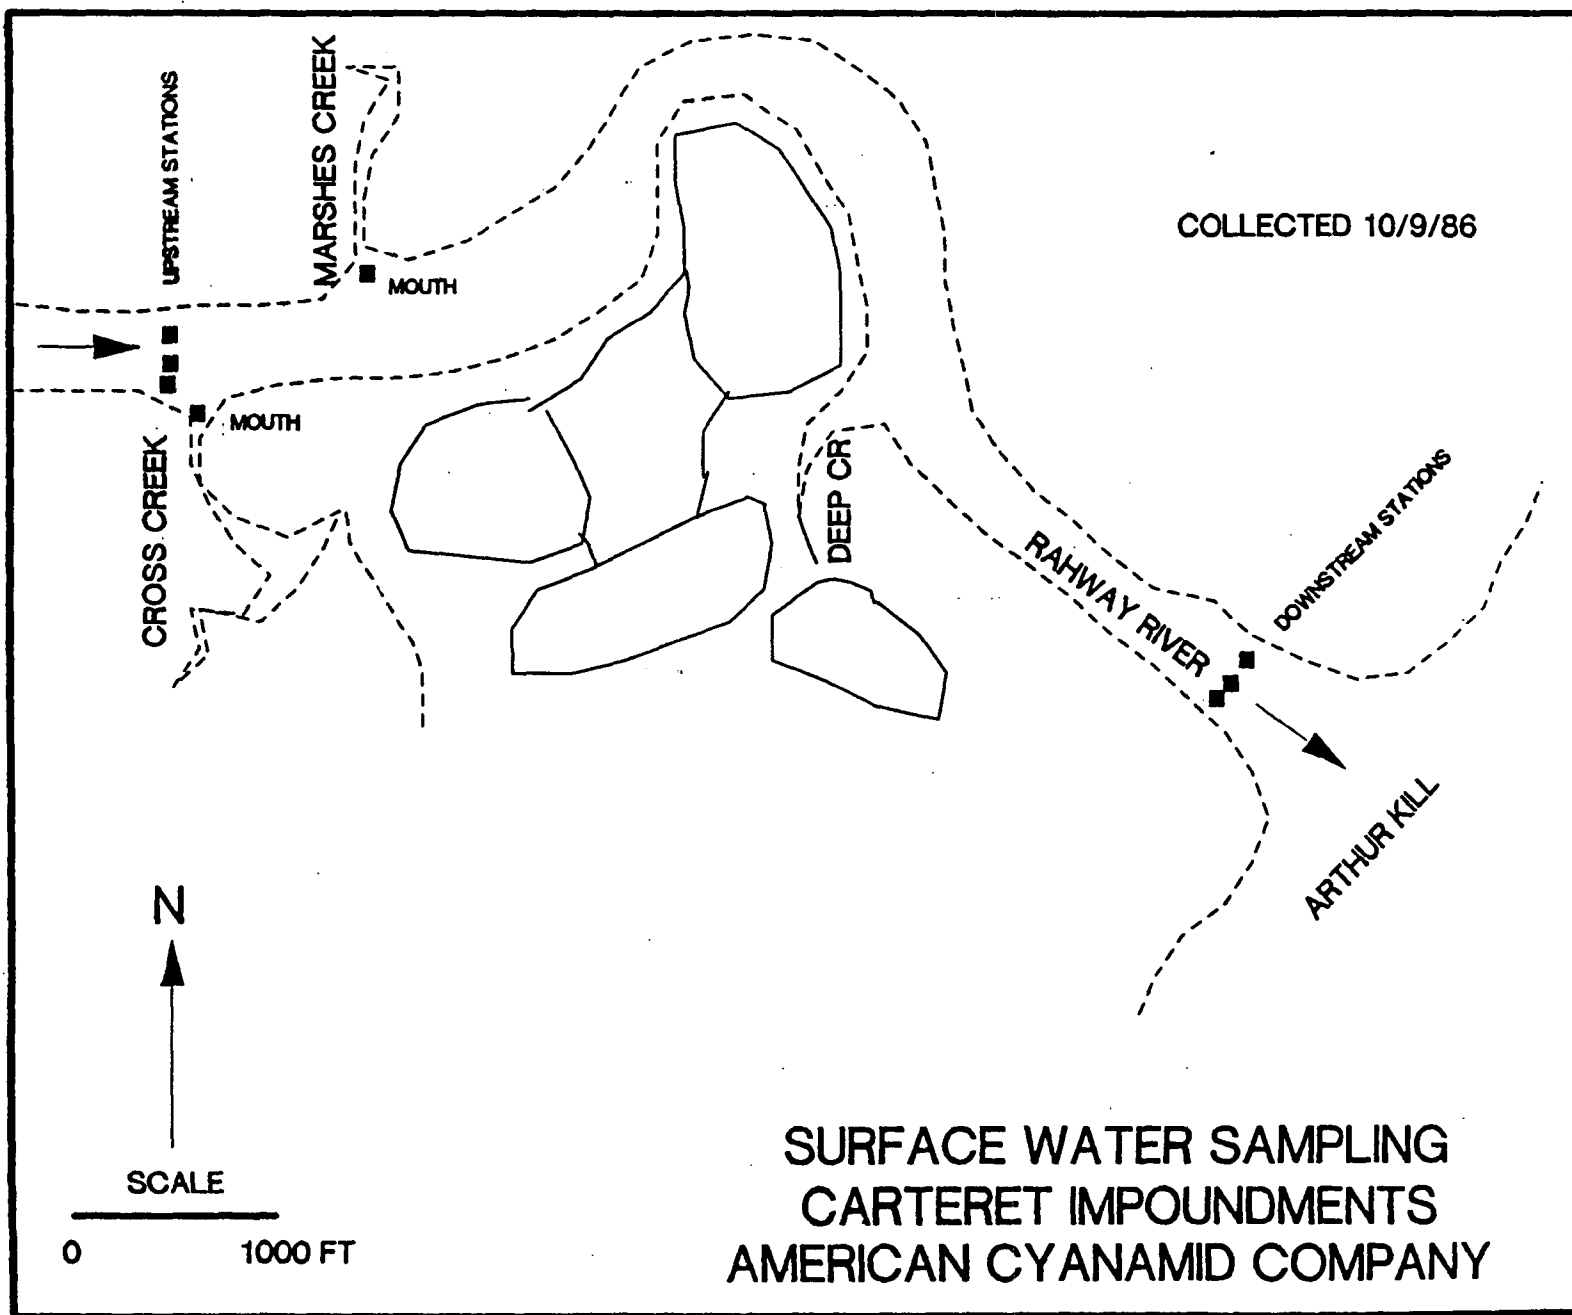 UPSTREAM STATIONS
MARSHES CREEK
COLLECTED 10/9/86
MOUTH
MOUTH
CROSS CREEK
DEEP CR
RAHWAY RIVER
DOWNSTREAM STATIONS
ARTHUR KILL
N
SCALE
0 1000 FT
SURFACE WATER SAMPLING
CARTERET IMPOUNDMENTS
AMERICAN CYANAMID COMPANY